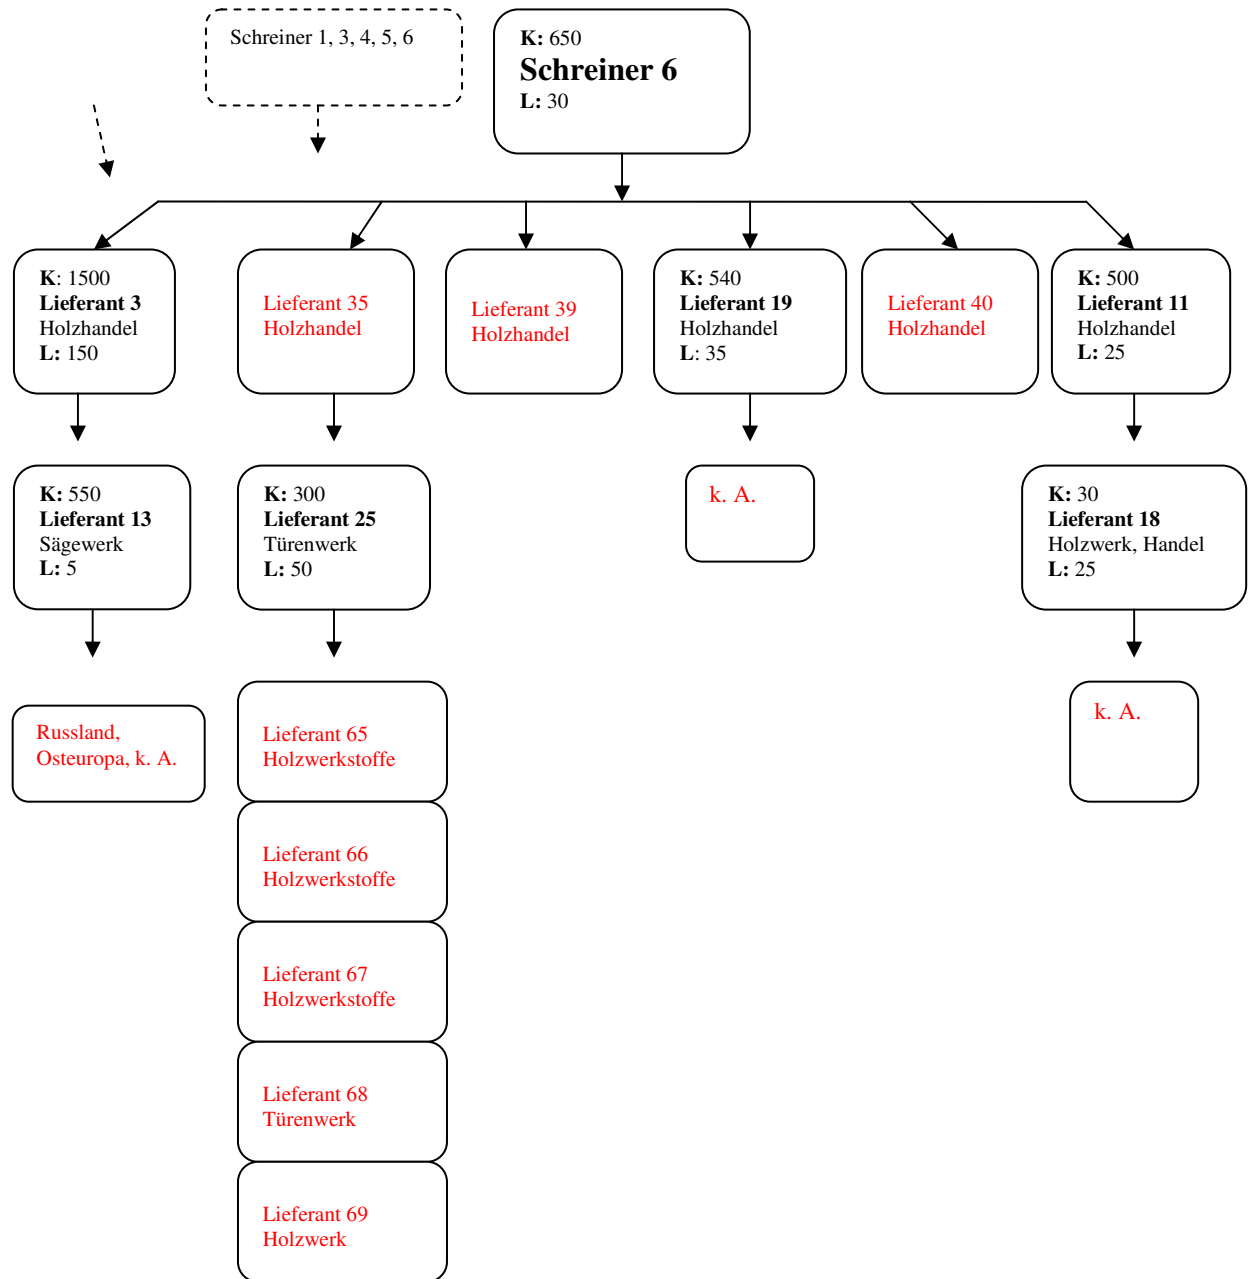 Schreiner 1, 3, 4, 5, 6
K: 650
Schreiner 6
L: 30
K: 1500
Lieferant 3
Holzhandel
L: 150
Lieferant 35
Holzhandel
Lieferant 39
Holzhandel
K: 540
Lieferant 19
Holzhandel
L: 35
Lieferant 40
Holzhandel
K: 500
Lieferant 11
Holzhandel
L: 25
K: 550
Lieferant 13
Sägewerk
L: 5
K: 300
Lieferant 25
Türenwerk
L: 50
k. A.
K: 30
Lieferant 18
Holzwerk, Handel
L: 25
Russland,
Osteuropa, k. A.
Lieferant 65
Holzwerkstoffe
k. A.
Lieferant 66
Holzwerkstoffe
Lieferant 67
Holzwerkstoffe
Lieferant 68
Türenwerk
Lieferant 69
Holzwerk